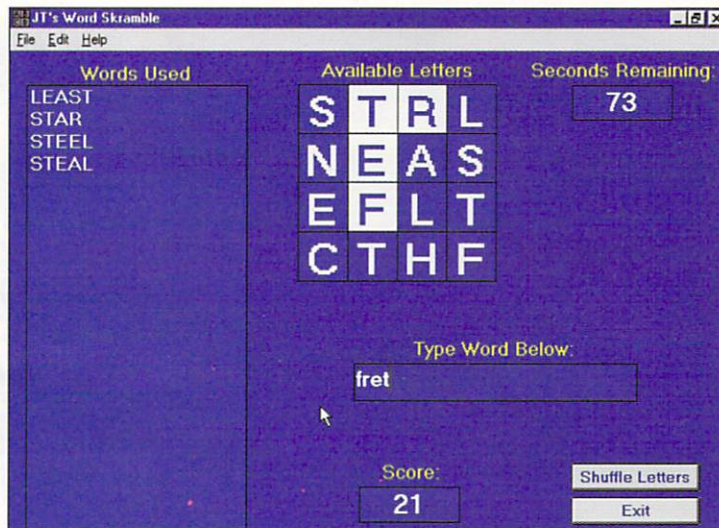 JT's Word Skramble
File Edit Help
Words Used
LEAST
STAR
STEEL
STEAL
Available Letters
S T R L
N E A S
E F L T
C T H F
Seconds Remaining:
73
Type Word Below:
fret
Score:
21
Shuffle Letters
Exit